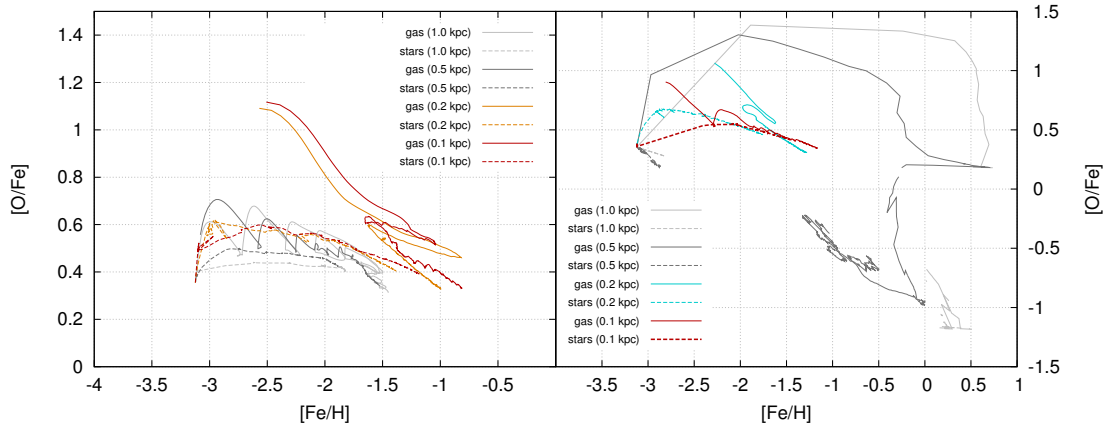 [O/Fe]
1.4
1.2
1
0.8
0.6
0.4
0.2
0
gas (1.0 kpc)
stars (1.0 kpc)
gas (0.5 kpc)
stars (0.5 kpc)
gas (0.2 kpc)
stars (0.2 kpc)
gas (0.1 kpc)
stars (0.1 kpc)
-4 -3.5 -3 -2.5 -2 -1.5 -1 -0.5
[Fe/H]
gas (1.0 kpc)
stars (1.0 kpc)
gas (0.5 kpc)
stars (0.5 kpc)
gas (0.2 kpc)
stars (0.2 kpc)
gas (0.1 kpc)
stars (0.1 kpc)
-3.5 -3 -2.5 -2 -1.5 -1 -0.5 0 0.5 1
[Fe/H]
1.5
1
0.5
0
-0.5
-1
-1.5
[O/Fe]